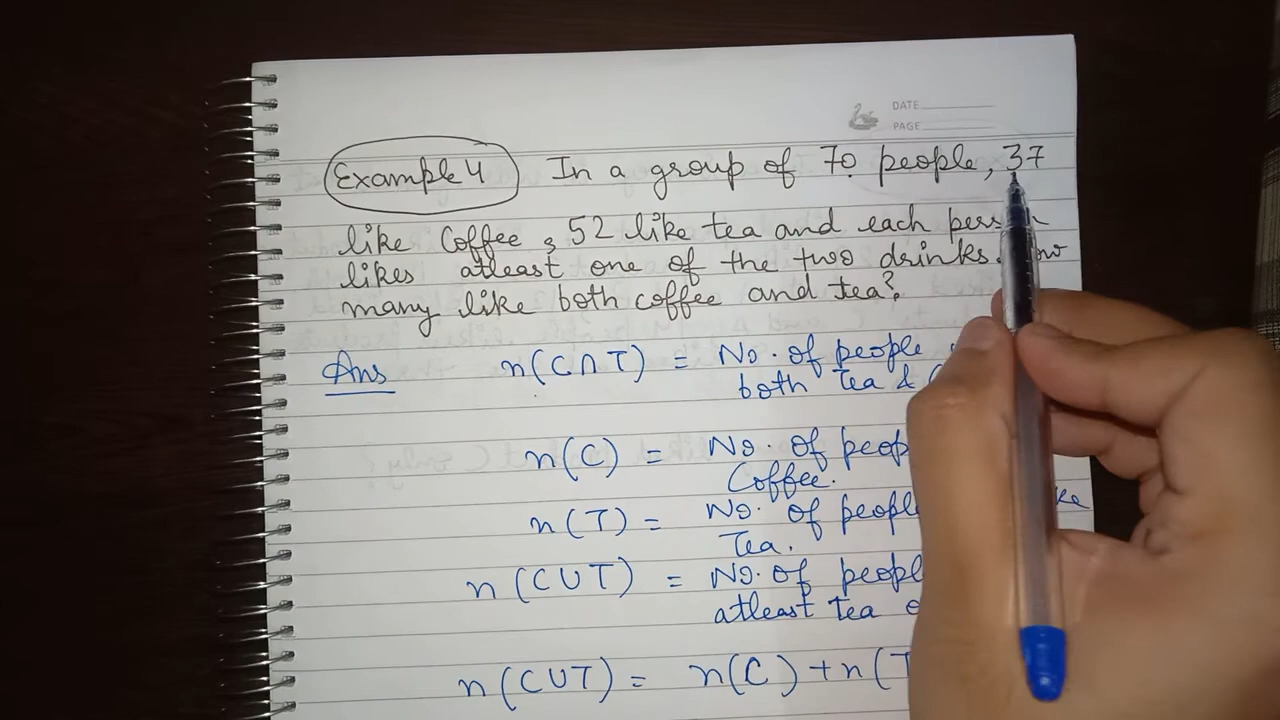 DATE
PAGE
Example 4 In a group of 70 people, 37
like Coffee, 52 like tea and each
likes atleast one of the two drinks.
many like both coffee and tea?
Ans n(C∩T) = No. of people
both Tea &
n(C) = No. of
Coffee.
n(T) = No. of
Tea.
n(C∪T) = No. of
atleast tea
n(C∪T) = n(C) + n(T